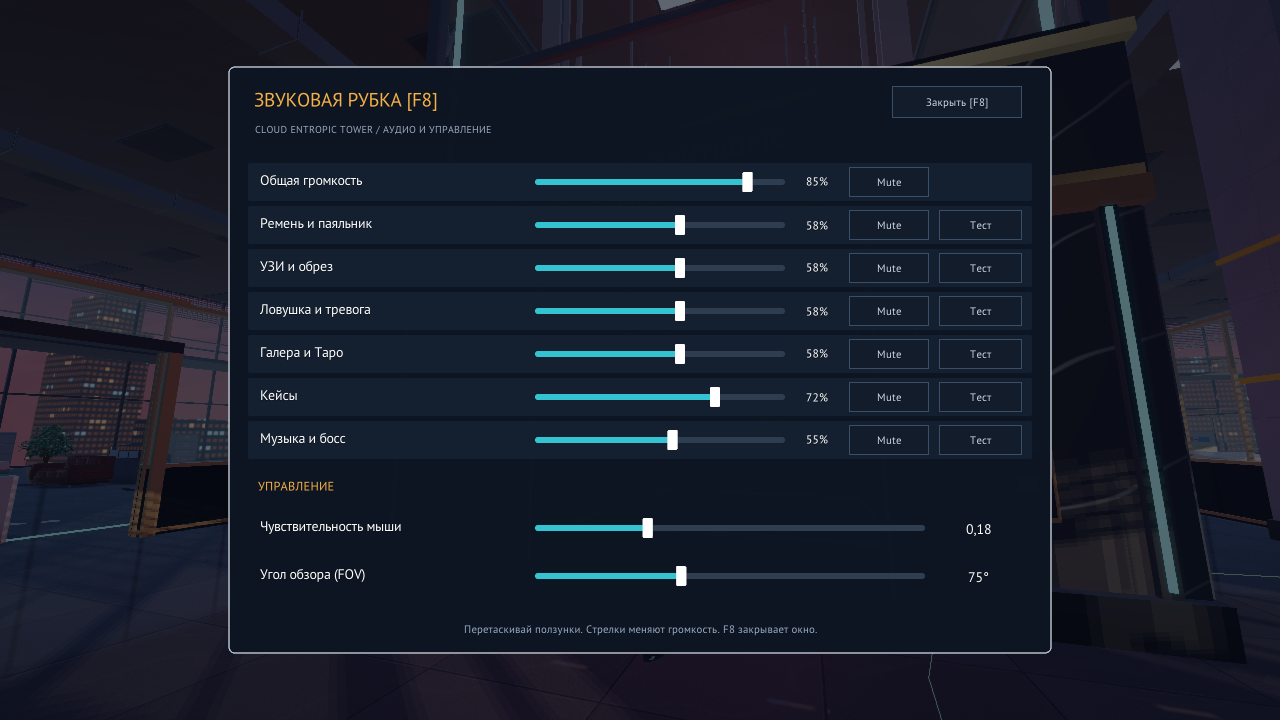 ЗВУКОВАЯ РУБКА [F8]
Закрыть [F8]
CLOUD ENTROPIC TOWER / АУДИО И УПРАВЛЕНИЕ
Общая громкость 85% Mute
Ремень и паяльник 58% Mute Тест
УЗИ и обрез 58% Mute Тест
Ловушка и тревога 58% Mute Тест
Галера и Таро 58% Mute Тест
Кейсы 72% Mute Тест
Музыка и босс 55% Mute Тест
УПРАВЛЕНИЕ
Чувствительность мыши 0,18
Угол обзора (FOV) 75°
Перетаскивай ползунки. Стрелки меняют громкость. F8 закрывает окно.